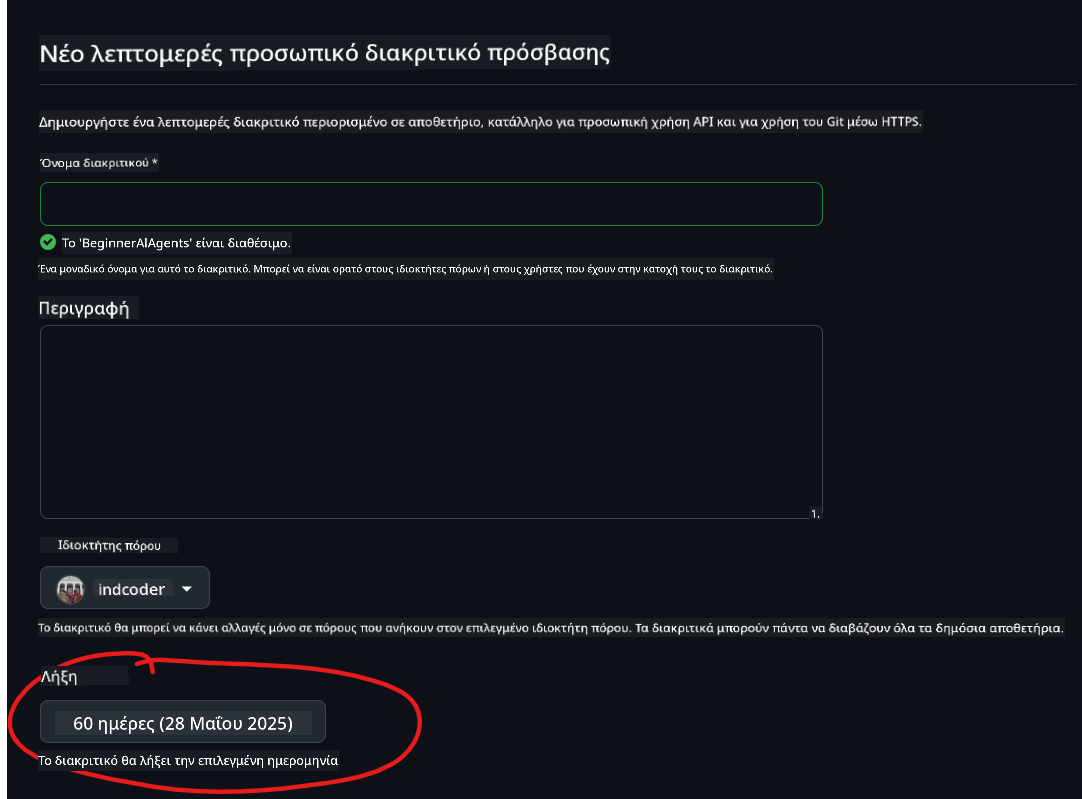 Νέο λεπτομερές προσωπικό διακριτικό πρόσβασης
Δημιουργήστε ένα λεπτομερές διακριτικό περιορισμένο σε αποθετήριο, κατάλληλο για προσωπική χρήση API και για χρήση του Git μέσω HTTPS.
Όνομα διακριτικού *
Το 'BeginnerAIAgents' είναι διαθέσιμο.
Ένα μοναδικό όνομα για αυτό το διακριτικό. Μπορεί να είναι ορατό στους ιδιοκτήτες πόρων ή στους χρήστες που έχουν στην κατοχή τους το διακριτικό.
Περιγραφή
1.
Ιδιοκτήτης πόρου
indcoder
Το διακριτικό θα μπορεί να κάνει αλλαγές μόνο σε πόρους που ανήκουν στον επιλεγμένο ιδιοκτήτη πόρου. Τα διακριτικά μπορούν πάντα να διαβάζουν όλα τα δημόσια αποθετήρια.
Λήξη
60 ημέρες (28 Μαΐου 2025)
Το διακριτικό θα λήξει την επιλεγμένη ημερομηνία